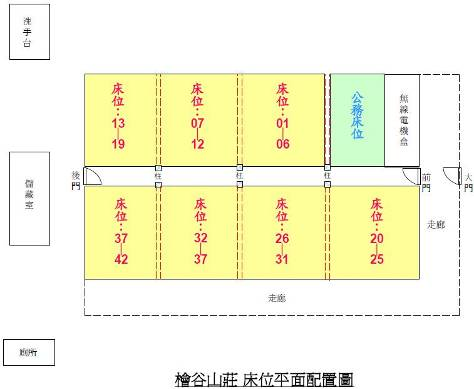 洗手台
床位：13｜19
床位：07｜12
床位：01｜06
公務床位
無線電機盒
儲藏室
後門
柱
柱
柱
前門
大門
床位：37｜42
床位：32｜37
床位：26｜31
床位：20｜25
走廊
走廊
廁所
檜谷山莊 床位平面配置圖